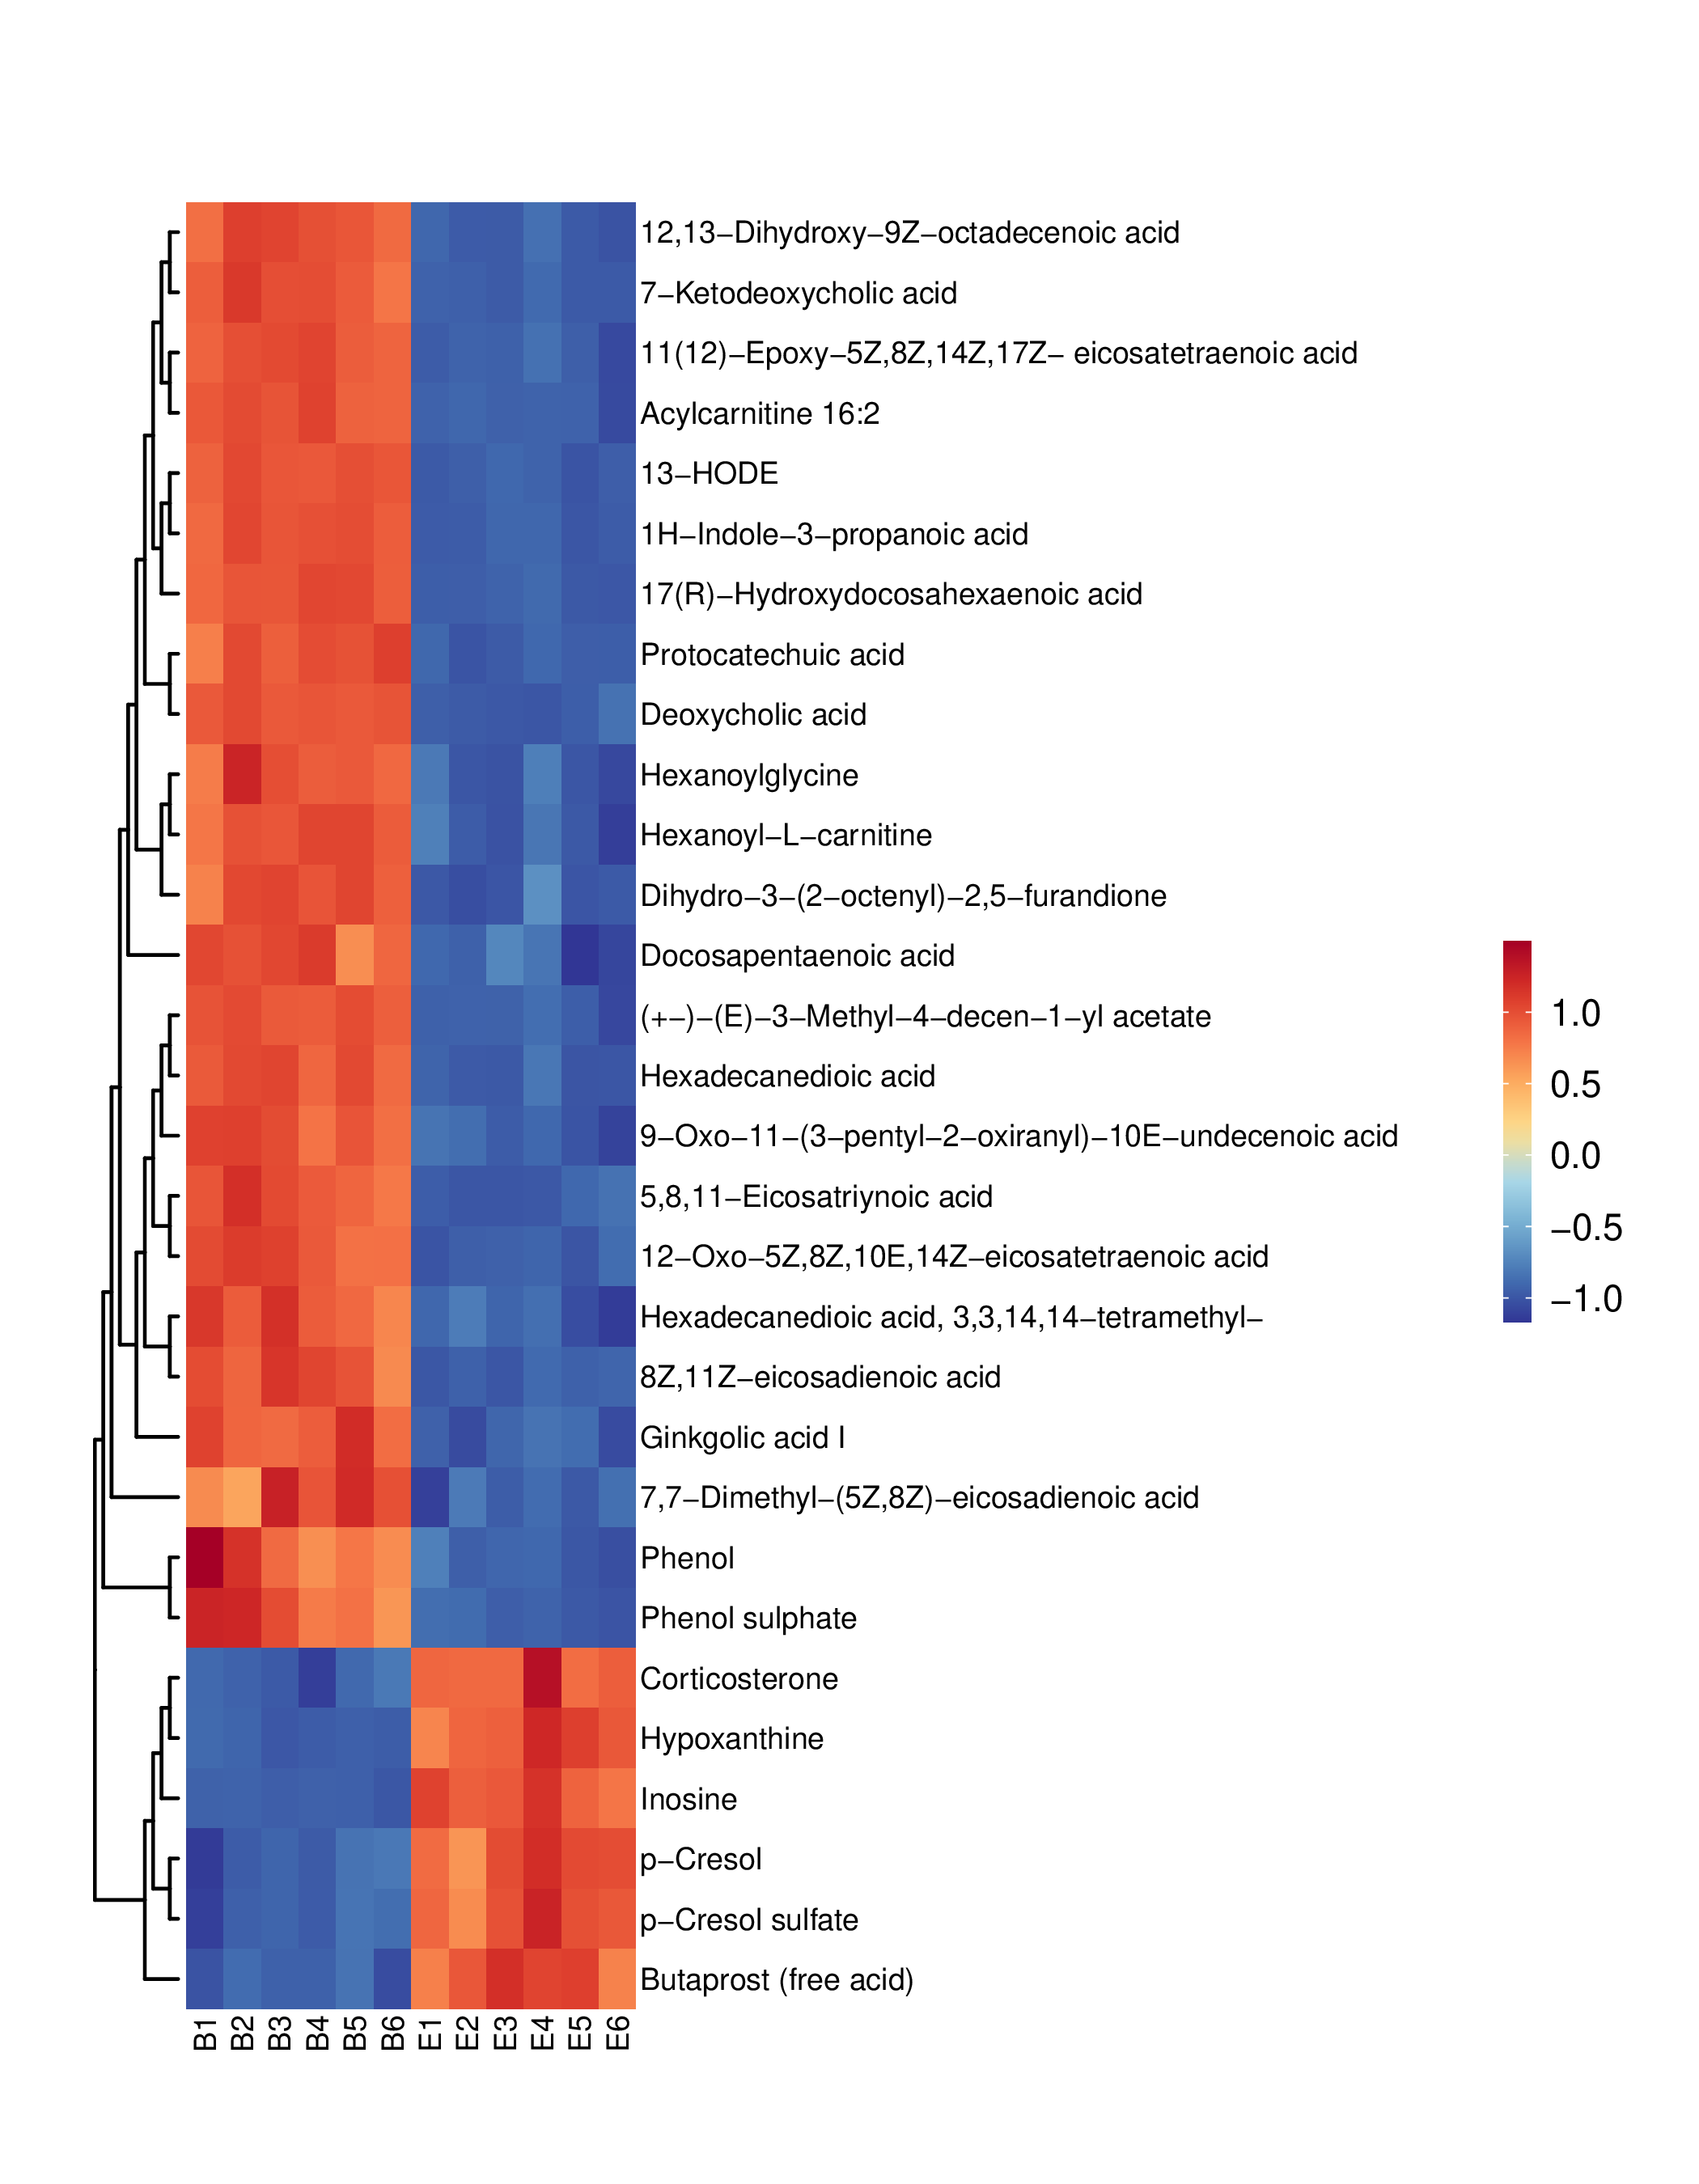 12,13−Dihydroxy−9Z−octadecenoic acid
7−Ketodeoxycholic acid
11(12)−Epoxy−5Z,8Z,14Z,17Z− eicosatetraenoic acid
Acylcarnitine 16:2
13−HODE
1H−Indole−3−propanoic acid
17(R)−Hydroxydocosahexaenoic acid
Protocatechuic acid
Deoxycholic acid
Hexanoylglycine
Hexanoyl−L−carnitine
Dihydro−3−(2−octenyl)−2,5−furandione
Docosapentaenoic acid
(+−)−(E)−3−Methyl−4−decen−1−yl acetate
Hexadecanedioic acid
9−Oxo−11−(3−pentyl−2−oxiranyl)−10E−undecenoic acid
5,8,11−Eicosatriynoic acid
12−Oxo−5Z,8Z,10E,14Z−eicosatetraenoic acid
Hexadecanedioic acid, 3,3,14,14−tetramethyl−
8Z,11Z−eicosadienoic acid
Ginkgolic acid I
7,7−Dimethyl−(5Z,8Z)−eicosadienoic acid
Phenol
Phenol sulphate
Corticosterone
Hypoxanthine
Inosine
p−Cresol
p−Cresol sulfate
Butaprost (free acid)
B1 B2 B3 B4 B5 B6 E1 E2 E3 E4 E5 E6
1.0
0.5
0.0
−0.5
−1.0